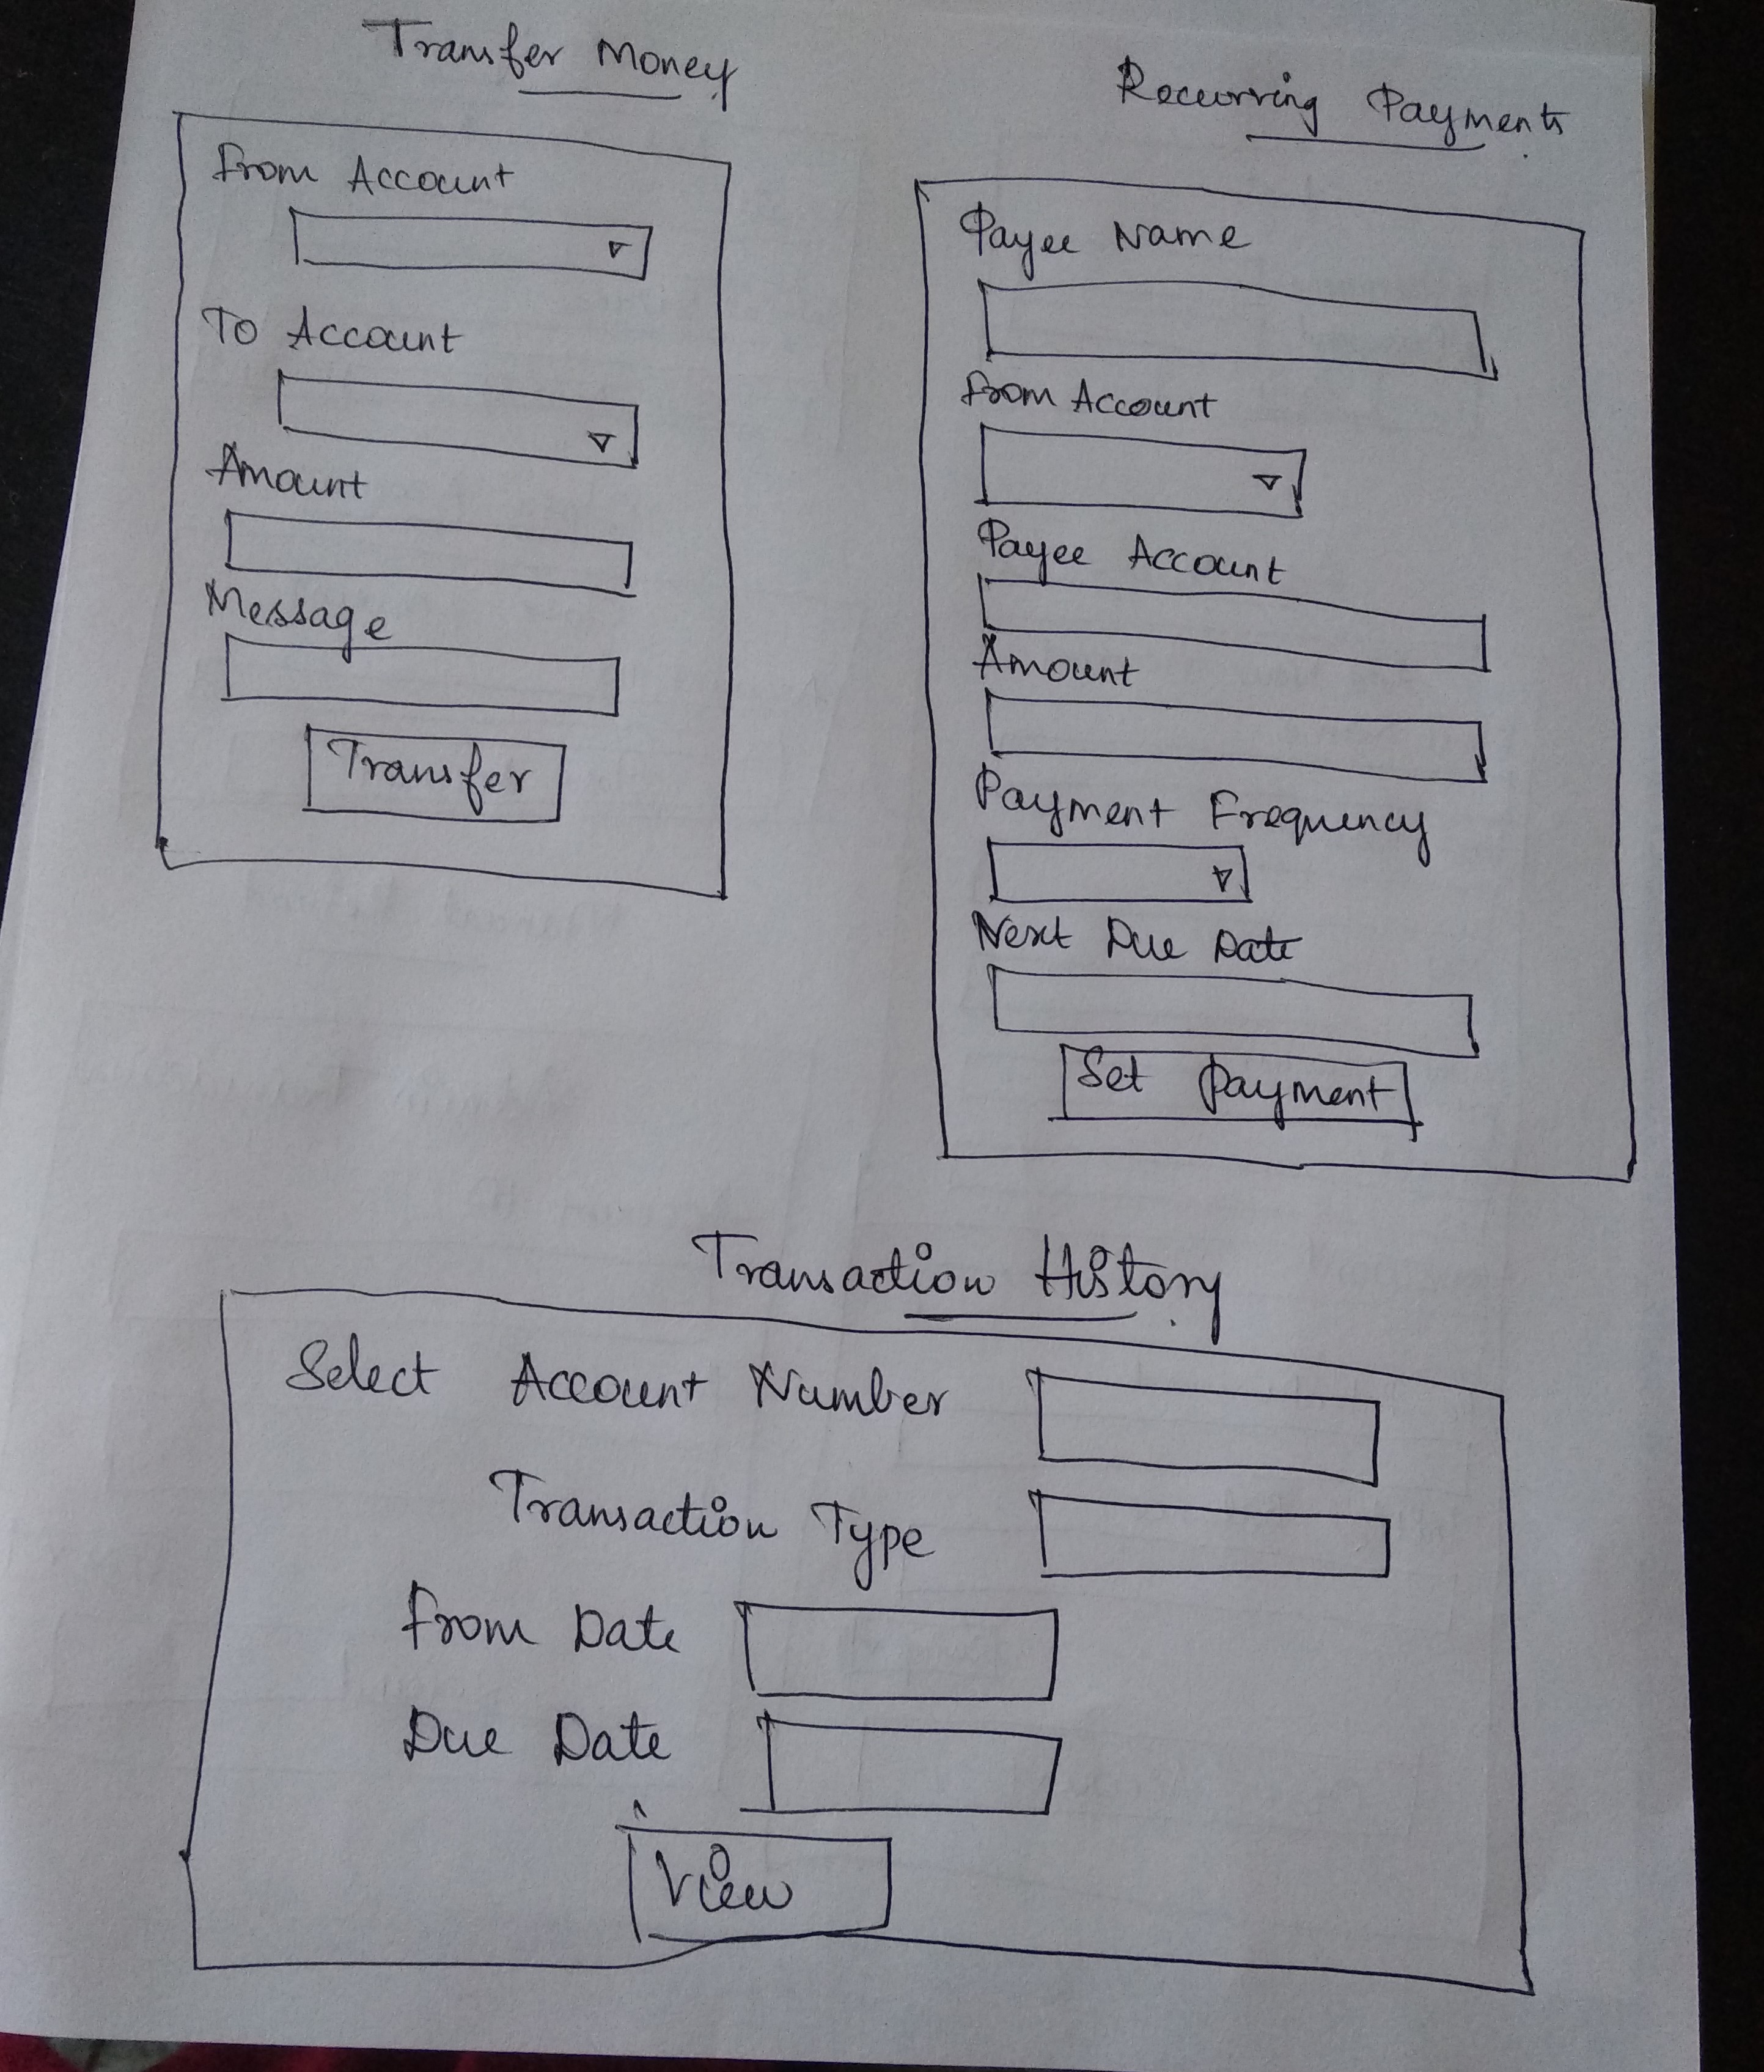 Transfer Money
From Account
To Account
Amount
Message
Transfer
Recurring Payments
Payee Name
From Account
Payee Account
Amount
Payment Frequency
Next Due Date
Set Payment
Transaction History
Select Account Number
Transaction Type
From Date
Due Date
View